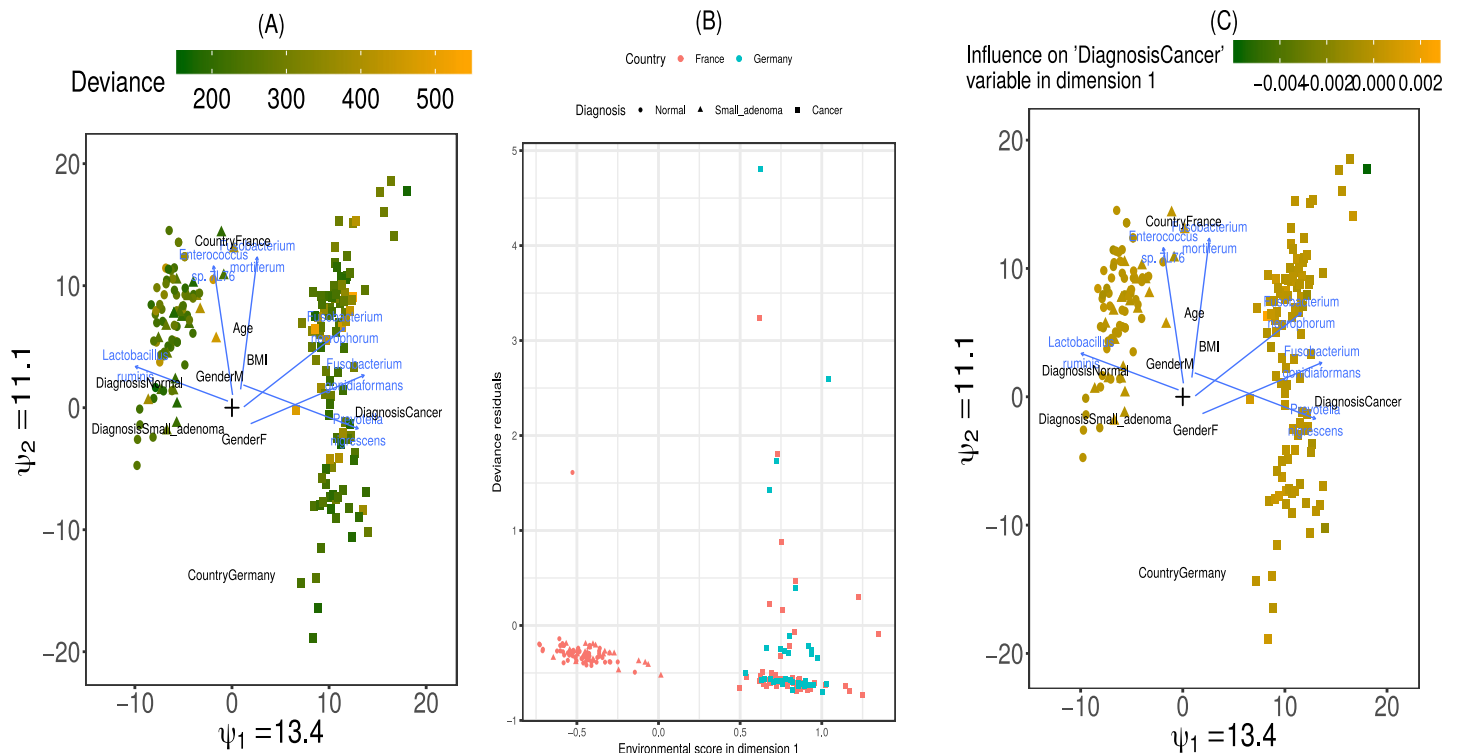 (A)
Deviance
200 300 400 500
CountryFrance
Fusobacterium
mortiferum
Enterococcus
sp. 7L76
Age
Fusobacterium
necrophorum
BMI
Lactobacillus
ruminis
Fusobacterium
gonidiaformans
GenderM
DiagnosisNormal
DiagnosisCancer
Prevotella
nigrescens
DiagnosisSmall_adenoma
GenderF
CountryGermany
20
10
0
−10
−20
ψ2 =11.1
−10 0 10 20
ψ1 =13.4
(B)
Country France Germany
Diagnosis Normal Small_adenoma Cancer
5
4
3
2
1
0
−1
Deviance residuals
−0.5 0.0 0.5 1.0
Environmental score in dimension 1
(C)
Influence on 'DiagnosisCancer'
variable in dimension 1
−0.004 −0.002 0.000 0.002
CountryFrance
Fusobacterium
mortiferum
Enterococcus
sp. 7L76
Age
Fusobacterium
necrophorum
BMI
Lactobacillus
ruminis
Fusobacterium
gonidiaformans
GenderM
DiagnosisNormal
DiagnosisCancer
Prevotella
nigrescens
DiagnosisSmall_adenoma
GenderF
CountryGermany
20
10
0
−10
−20
ψ2 =11.1
−10 0 10 20
ψ1 =13.4